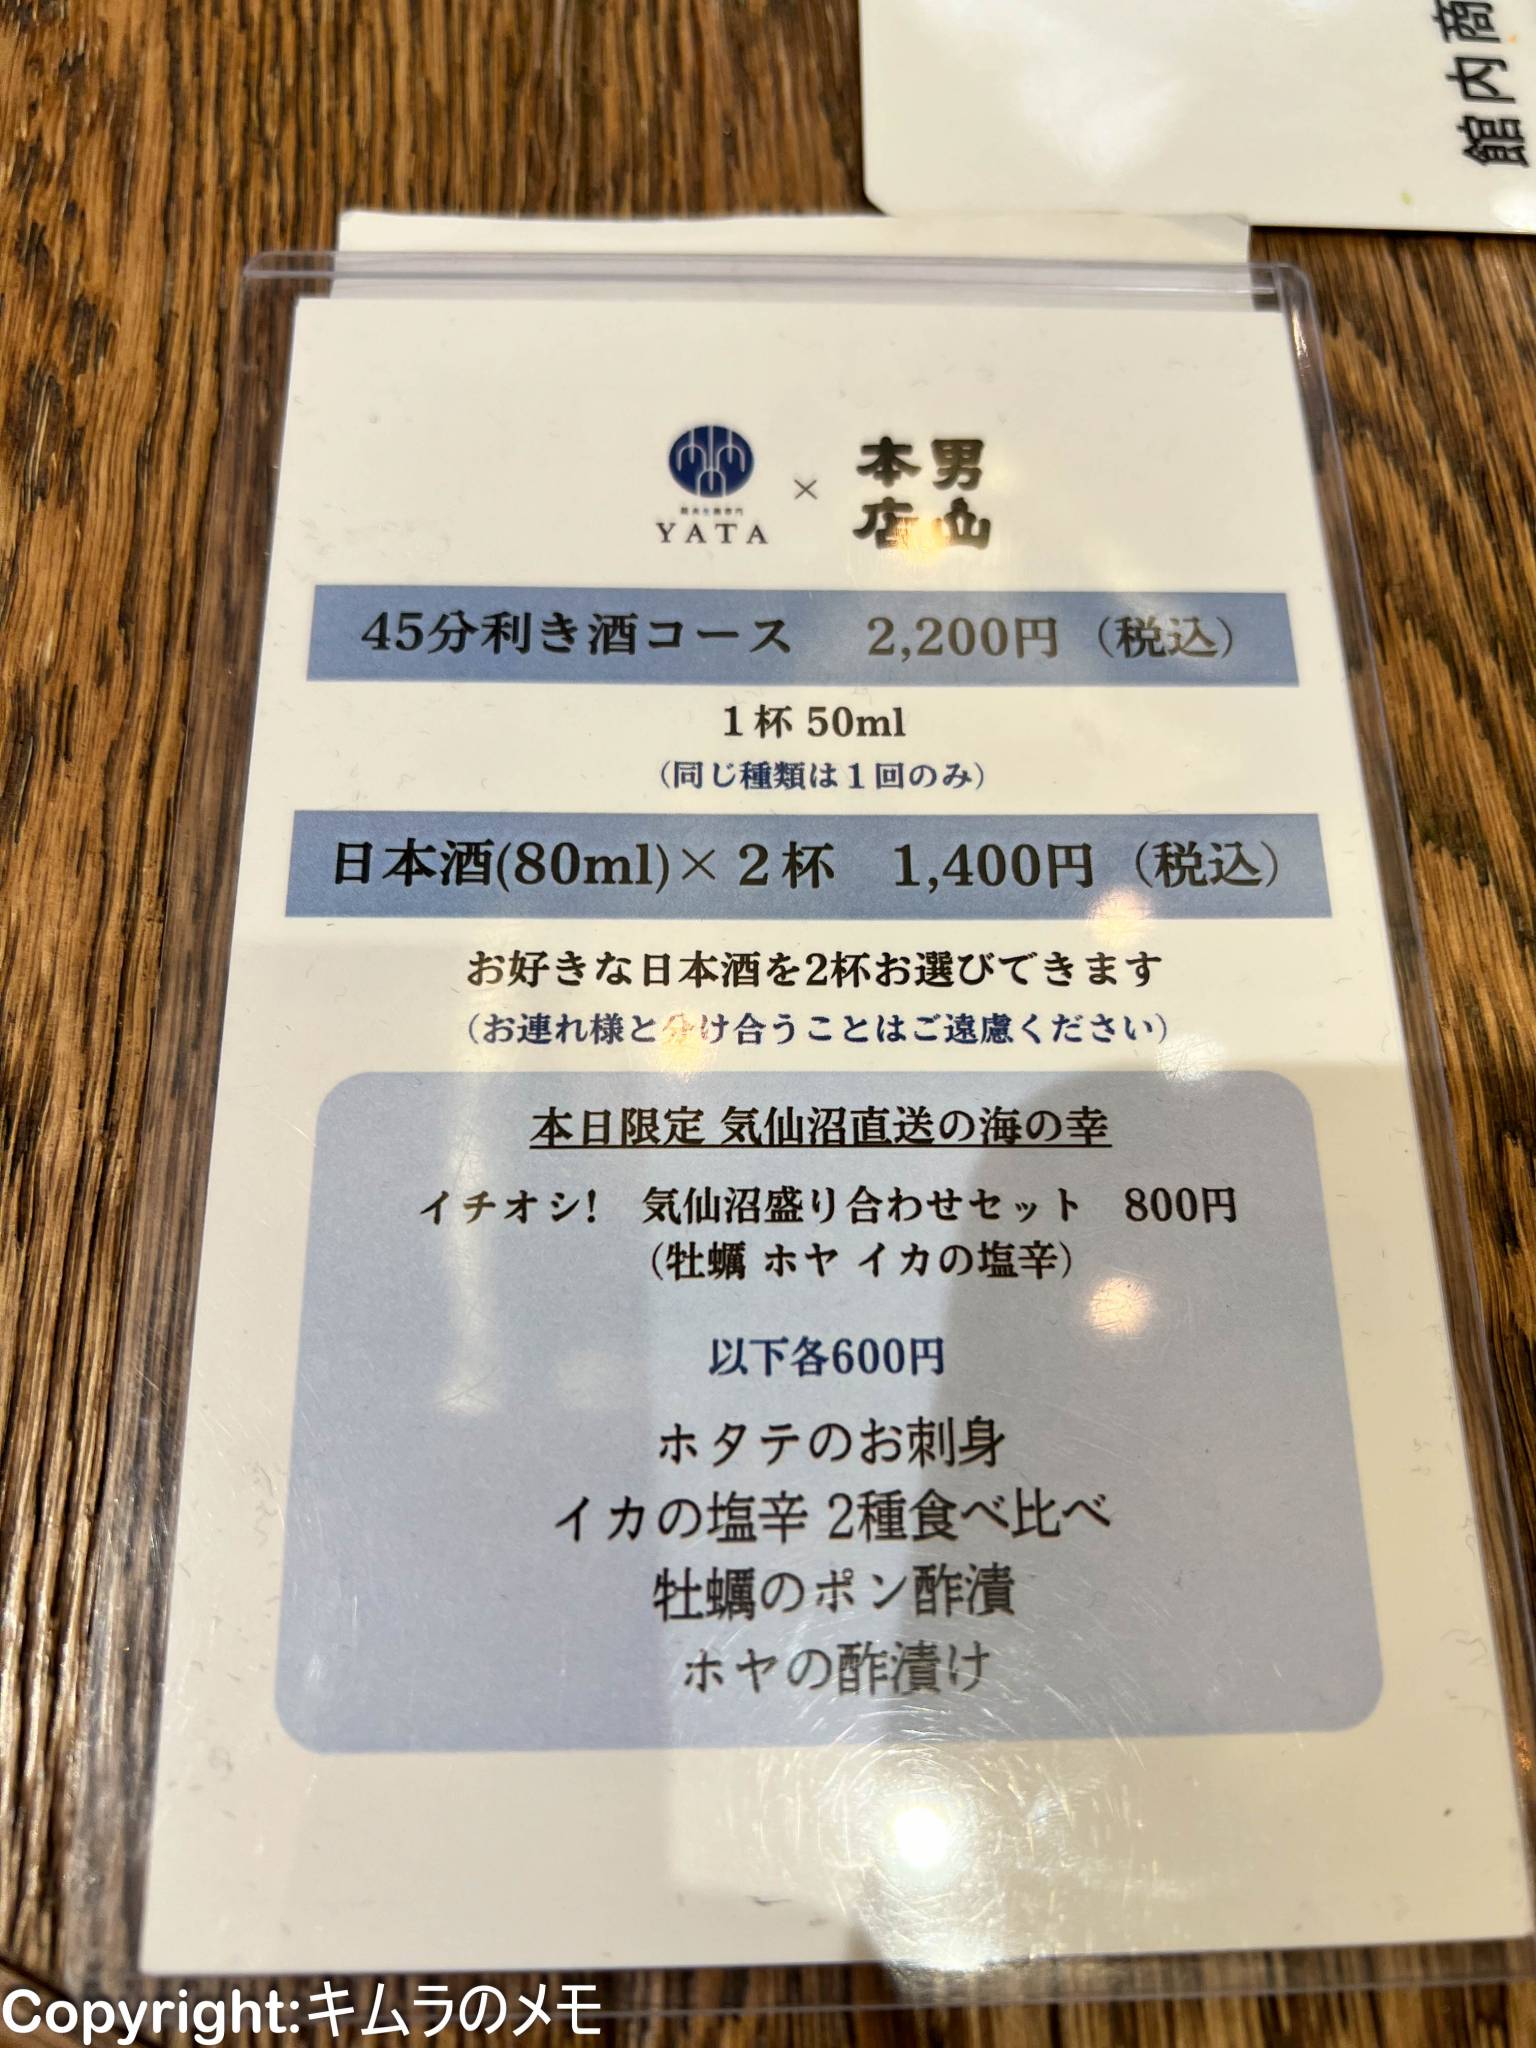 館内商
YATA
×
男山
本店
45分利き酒コース 2,200円（税込）
1杯 50ml
（同じ種類は1回のみ）
日本酒(80ml)×2杯 1,400円（税込）
お好きな日本酒を2杯お選びできます
（お連れ様と分け合うことはご遠慮ください）
本日限定 気仙沼直送の海の幸
イチオシ! 気仙沼盛り合わせセット 800円
（牡蠣 ホヤ イカの塩辛）
以下各600円
ホタテのお刺身
イカの塩辛 2種食べ比べ
牡蠣のポン酢漬
ホヤの酢漬け
Copyright:キムラのメモ